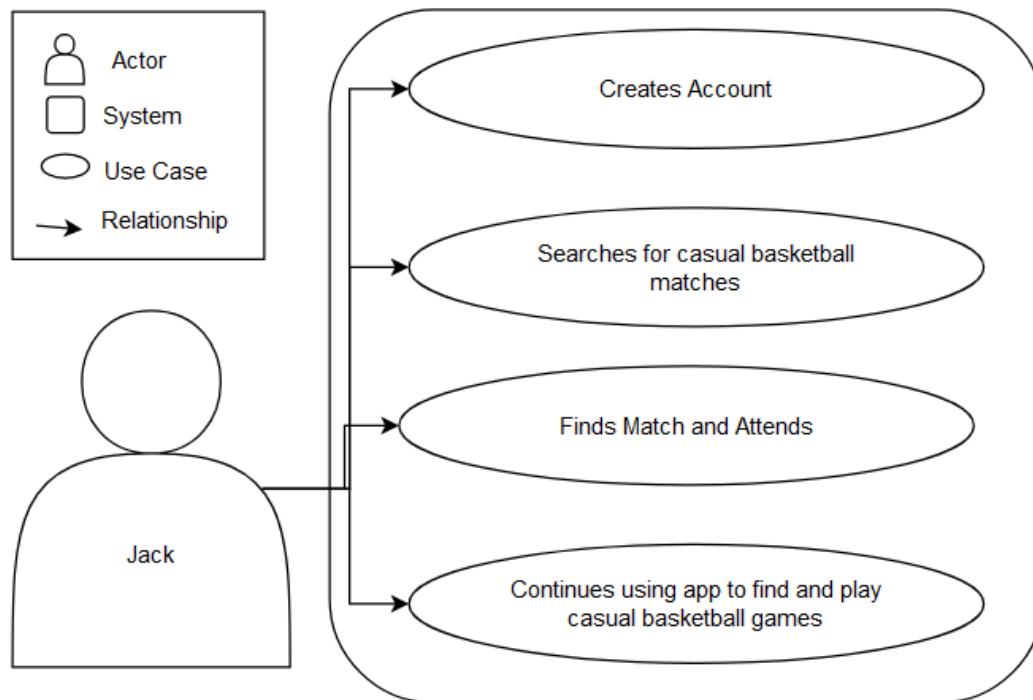 Actor
System
Use Case
Relationship
Creates Account
Searches for casual basketball
matches
Finds Match and Attends
Jack
Continues using app to find and play
casual basketball games